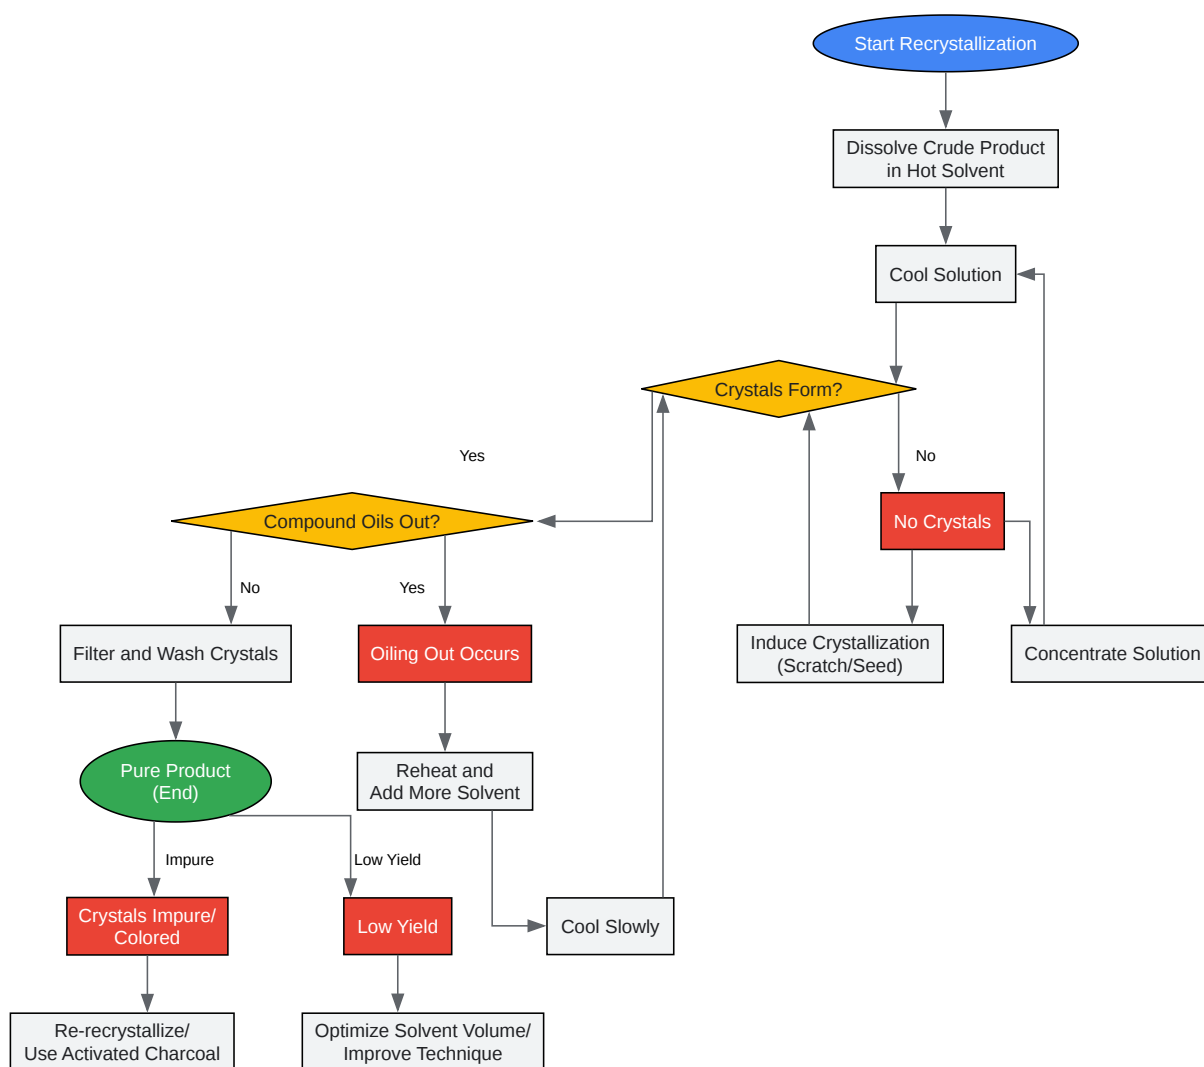 Start Recrystallization
Dissolve Crude Product
in Hot Solvent
Cool Solution
Crystals Form?
Yes
No
Compound Oils Out?
No Crystals
No
Yes
Filter and Wash Crystals
Oiling Out Occurs
Induce Crystallization
(Scratch/Seed)
Concentrate Solution
Pure Product
(End)
Reheat and
Add More Solvent
Impure
Low Yield
Crystals Impure/
Colored
Low Yield
Cool Slowly
Re-recrystallize/
Use Activated Charcoal
Optimize Solvent Volume/
Improve Technique